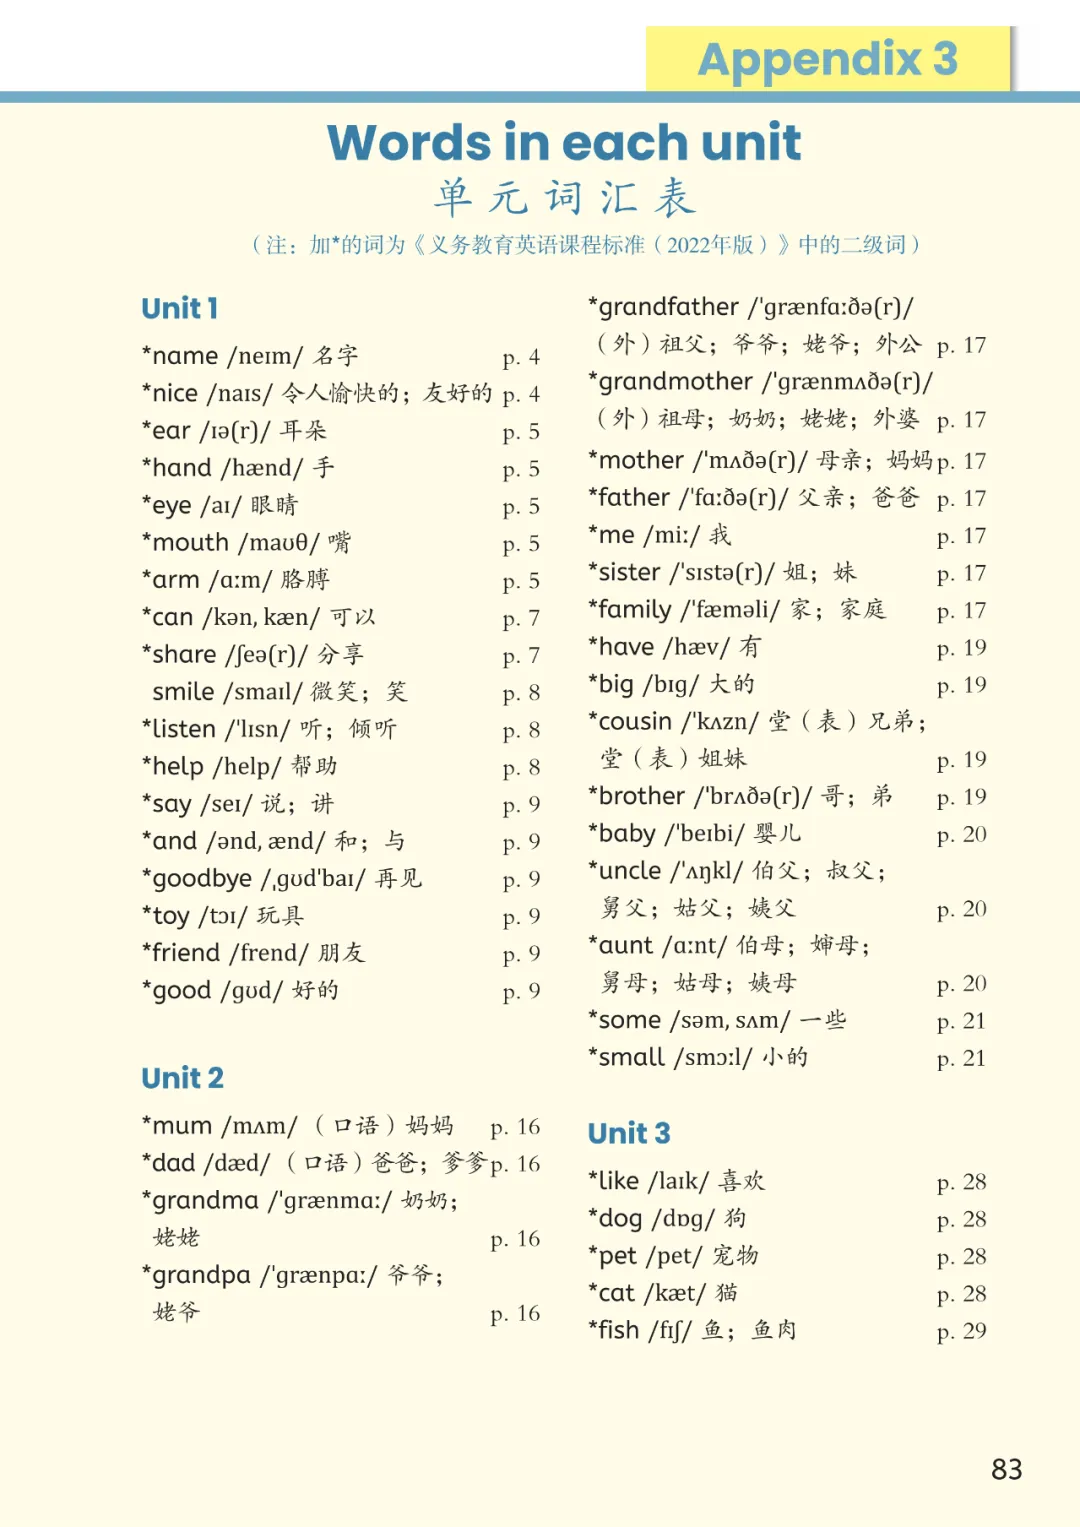 Appendix 3
Words in each unit
单元词汇表
（注：加*的词为《义务教育英语课程标准（2022年版）》中的二级词）
Unit 1
*name /neɪm/ 名字 p. 4
*nice /naɪs/ 令人愉快的；友好的 p. 4
*ear /ɪə(r)/ 耳朵 p. 5
*hand /hænd/ 手 p. 5
*eye /aɪ/ 眼睛 p. 5
*mouth /maʊθ/ 嘴 p. 5
*arm /ɑːm/ 胳膊 p. 5
*can /kən, kæn/ 可以 p. 7
*share /ʃeə(r)/ 分享 p. 7
smile /smaɪl/ 微笑；笑 p. 8
*listen /ˈlɪsn/ 听；倾听 p. 8
*help /help/ 帮助 p. 8
*say /seɪ/ 说；讲 p. 9
*and /ənd, ænd/ 和；与 p. 9
*goodbye /ˌɡʊdˈbaɪ/ 再见 p. 9
*toy /tɔɪ/ 玩具 p. 9
*friend /frend/ 朋友 p. 9
*good /ɡʊd/ 好的 p. 9
Unit 2
*mum /mʌm/ （口语）妈妈 p. 16
*dad /dæd/ （口语）爸爸；爹爹 p. 16
*grandma /ˈɡrænmɑː/ 奶奶；
姥姥 p. 16
*grandpa /ˈɡrænpɑː/ 爷爷；
姥爷 p. 16
*grandfather /ˈɡrænfɑːðə(r)/
（外）祖父；爷爷；姥爷；外公 p. 17
*grandmother /ˈɡrænmʌðə(r)/
（外）祖母；奶奶；姥姥；外婆 p. 17
*mother /ˈmʌðə(r)/ 母亲；妈妈 p. 17
*father /ˈfɑːðə(r)/ 父亲；爸爸 p. 17
*me /miː/ 我 p. 17
*sister /ˈsɪstə(r)/ 姐；妹 p. 17
*family /ˈfæməli/ 家；家庭 p. 17
*have /hæv/ 有 p. 19
*big /bɪɡ/ 大的 p. 19
*cousin /ˈkʌzn/ 堂（表）兄弟；
堂（表）姐妹 p. 19
*brother /ˈbrʌðə(r)/ 哥；弟 p. 19
*baby /ˈbeɪbi/ 婴儿 p. 20
*uncle /ˈʌŋkl/ 伯父；叔父；
舅父；姑父；姨父 p. 20
*aunt /ɑːnt/ 伯母；婶母；
舅母；姑母；姨母 p. 20
*some /səm, sʌm/ 一些 p. 21
*small /smɔːl/ 小的 p. 21
Unit 3
*like /laɪk/ 喜欢 p. 28
*dog /dɒɡ/ 狗 p. 28
*pet /pet/ 宠物 p. 28
*cat /kæt/ 猫 p. 28
*fish /fɪʃ/ 鱼；鱼肉 p. 29
83